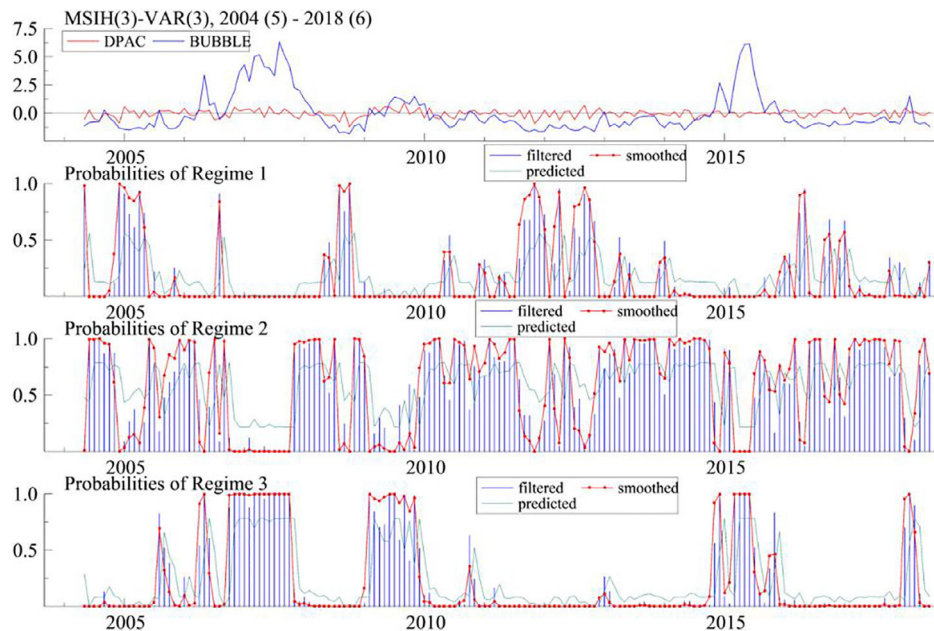 MSIH(3)-VAR(3), 2004 (5) - 2018 (6)
7.5 DPAC BUBBLE
5.0
2.5
0.0
2005 2010 2015
Probabilities of Regime 1 filtered smoothed
predicted
1.0
0.5
2005 2010 2015
Probabilities of Regime 2 filtered smoothed
predicted
1.0
0.5
2005 2010 2015
Probabilities of Regime 3 filtered smoothed
predicted
1.0
0.5
2005 2010 2015